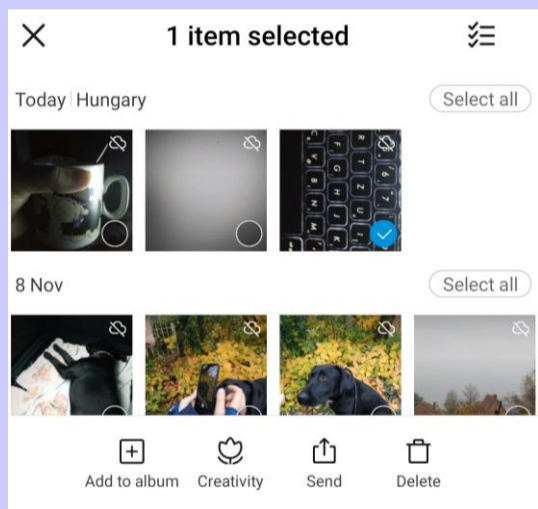 1 item selected
Today Hungary
Select all
8 Nov
Select all
Add to album
Creativity
Send
Delete